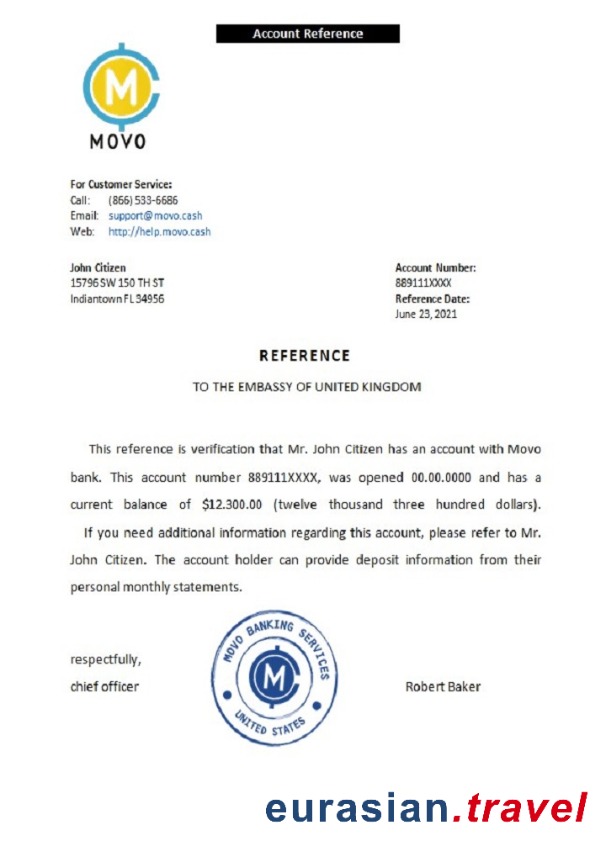 Account Reference
MOVO
For Customer Service:
Call: (866) 533-6686
Email: support@movo.cash
Web: http://help.movo.cash
John Citizen
15796 SW 150 TH ST
Indiantown FL 34956
Account Number:
889111XXXX
Reference Date:
June 23, 2021
REFERENCE
TO THE EMBASSY OF UNITED KINGDOM
This reference is verification that Mr. John Citizen has an account with Movo
bank. This account number 889111XXXX, was opened 00.00.0000 and has a
current balance of $12.300.00 (twelve thousand three hundred dollars).
If you need additional information regarding this account, please refer to Mr.
John Citizen. The account holder can provide deposit information from their
personal monthly statements.
respectfully,
chief officer
MOVO BANKING SERVICES
UNITED STATES
Robert Baker
eurasian.travel